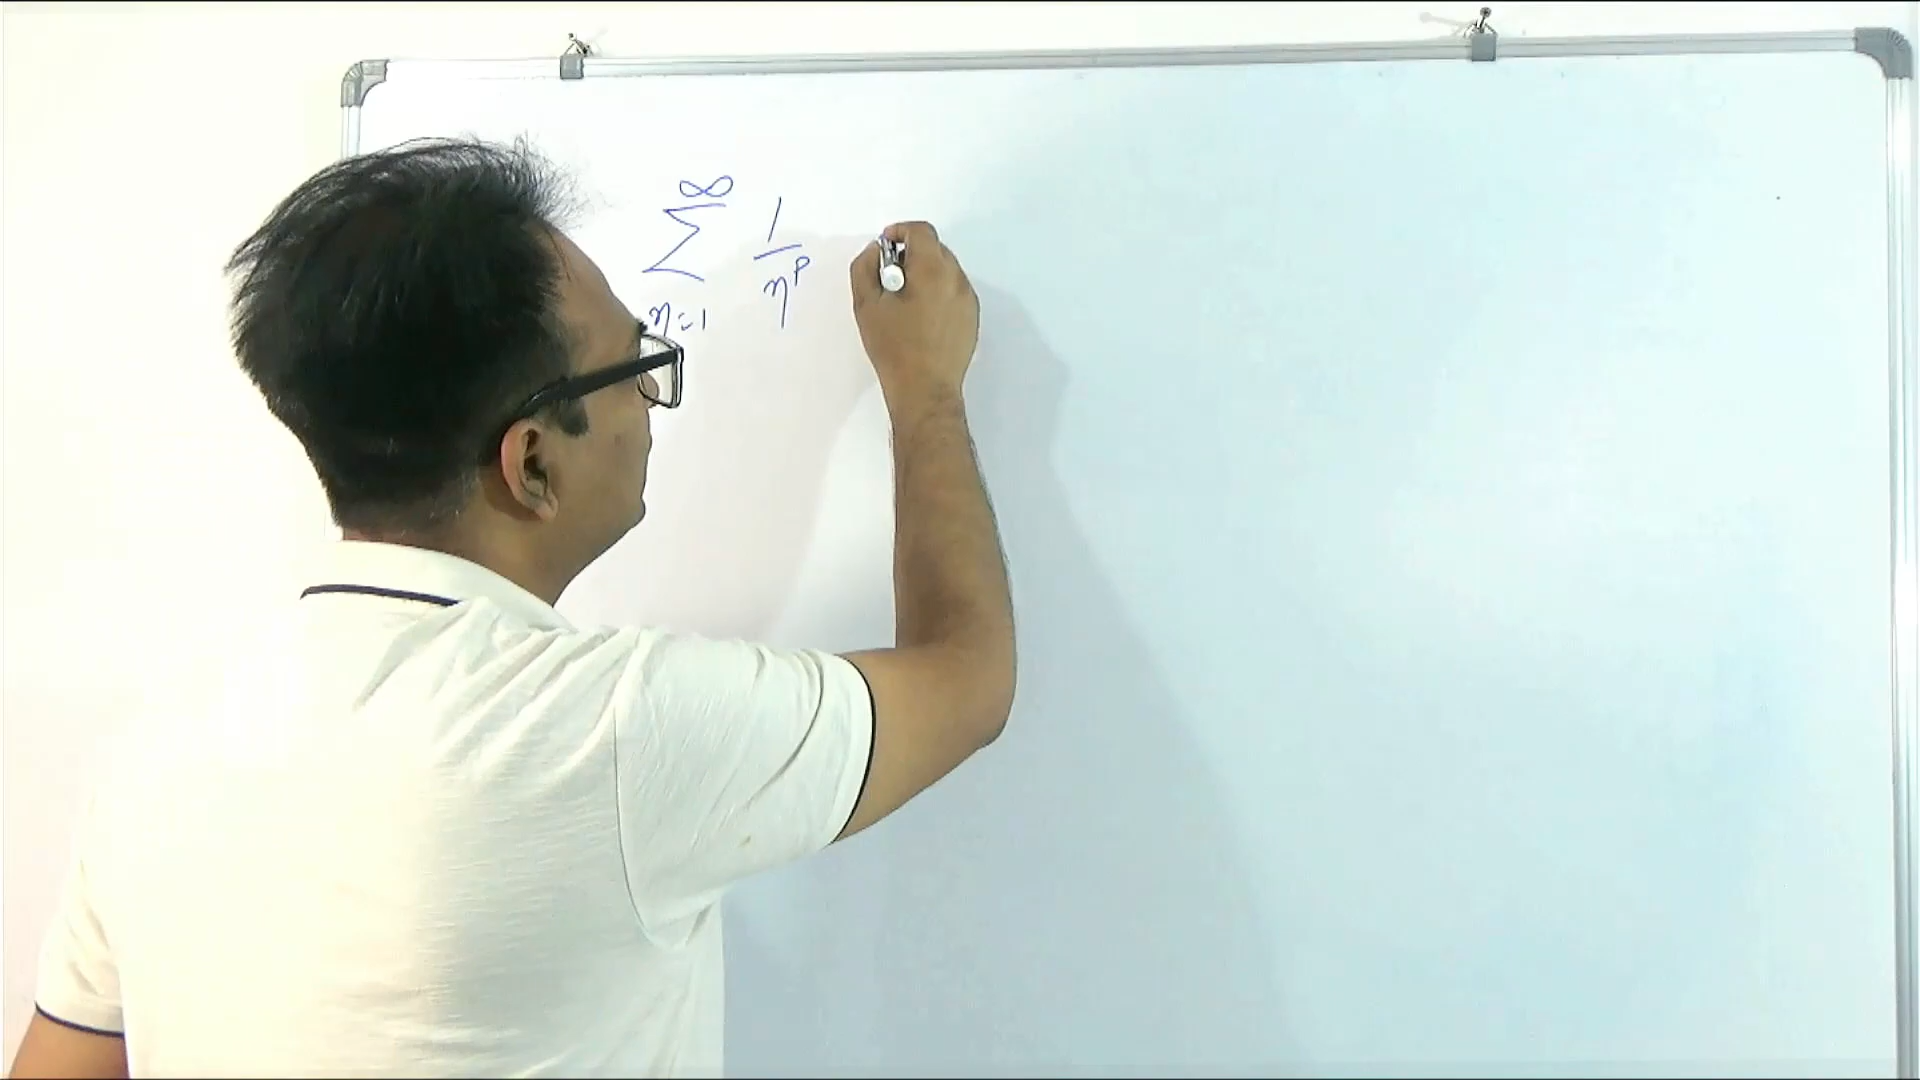 ∞
∑ 1/n^p
n=1